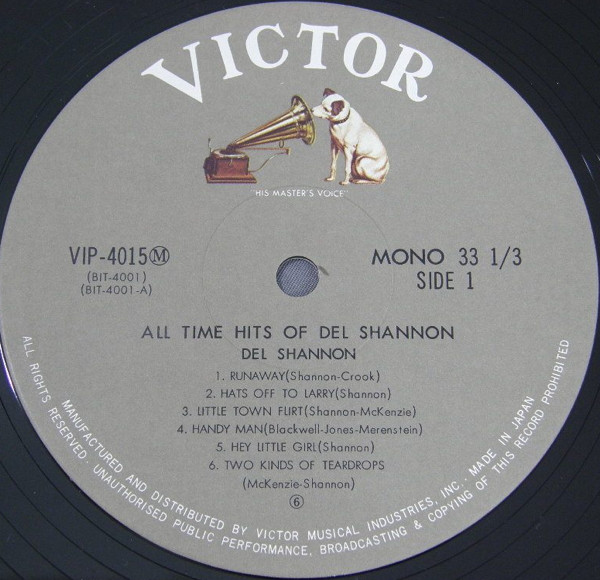 VICTOR
"HIS MASTER'S VOICE"
VIP-4015Ⓜ
(BIT-4001)
(BIT-4001-A)
MONO 33 1/3
SIDE 1
ALL TIME HITS OF DEL SHANNON
DEL SHANNON
1. RUNAWAY(Shannon-Crook)
2. HATS OFF TO LARRY(Shannon)
3. LITTLE TOWN FLIRT(Shannon-McKenzie)
4. HANDY MAN(Blackwell-Jones-Merenstein)
5. HEY LITTLE GIRL(Shannon)
6. TWO KINDS OF TEARDROPS
(McKenzie-Shannon)
⑥
MANUFACTURED AND DISTRIBUTED BY VICTOR MUSICAL INDUSTRIES, INC.· MADE IN JAPAN
ALL RIGHTS RESERVED· UNAUTHORISED PUBLIC PERFORMANCE, BROADCASTING & COPYING OF THIS RECORD PROHIBITED